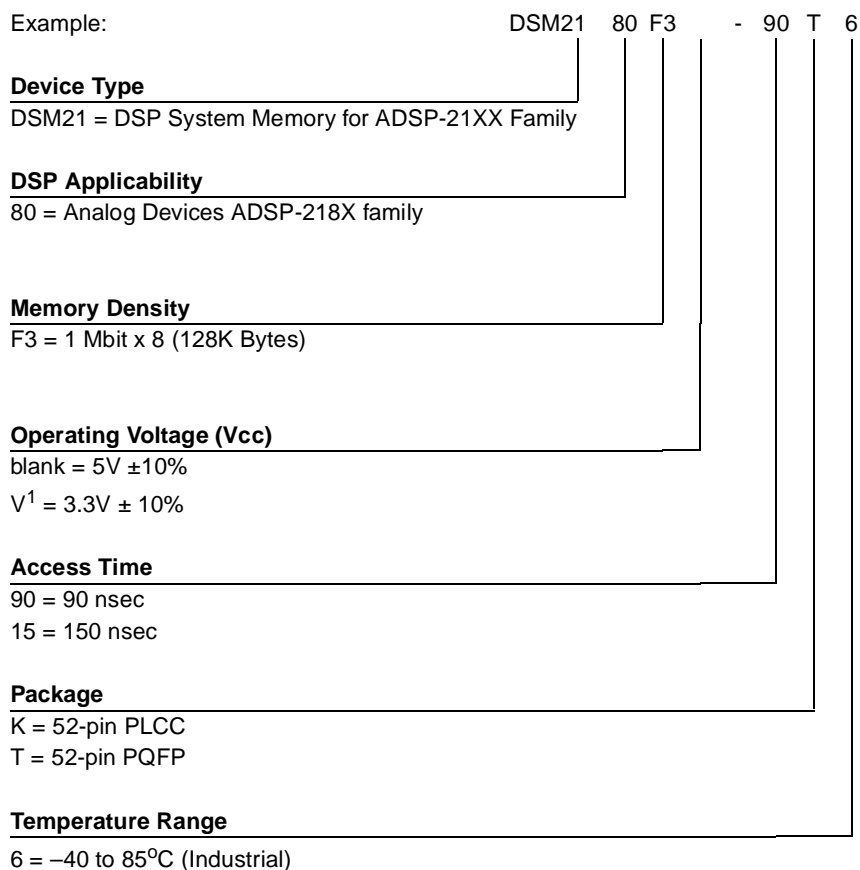 Example: DSM21 80 F3 - 90 T 6
Device Type
DSM21 = DSP System Memory for ADSP-21XX Family
DSP Applicability
80 = Analog Devices ADSP-218X family
Memory Density
F3 = 1 Mbit x 8 (128K Bytes)
Operating Voltage (Vcc)
blank = 5V ±10%
V¹ = 3.3V ± 10%
Access Time
90 = 90 nsec
15 = 150 nsec
Package
K = 52-pin PLCC
T = 52-pin PQFP
Temperature Range
6 = –40 to 85ºC (Industrial)